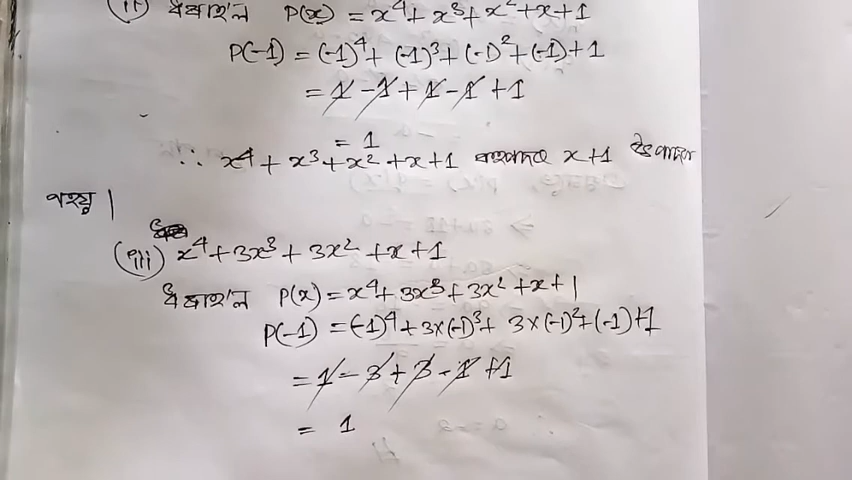 (ii) ধৰাহ'ল P(x) = x⁴ + x³ + x² + x + 1
P(-1) = (-1)⁴ + (-1)³ + (-1)² + (-1) + 1
= 1 - 1 + 1 - 1 + 1
= 1
∴ x⁴ + x³ + x² + x + 1 বহুপদৰ x+1 উৎপাদক
নহয়।
(iii) x⁴ + 3x³ + 3x² + x + 1
ধৰাহ'ল P(x) = x⁴ + 3x³ + 3x² + x + 1
P(-1) = (-1)⁴ + 3×(-1)³ + 3×(-1)² + (-1) + 1
= 1 - 3 + 3 - 1 + 1
= 1